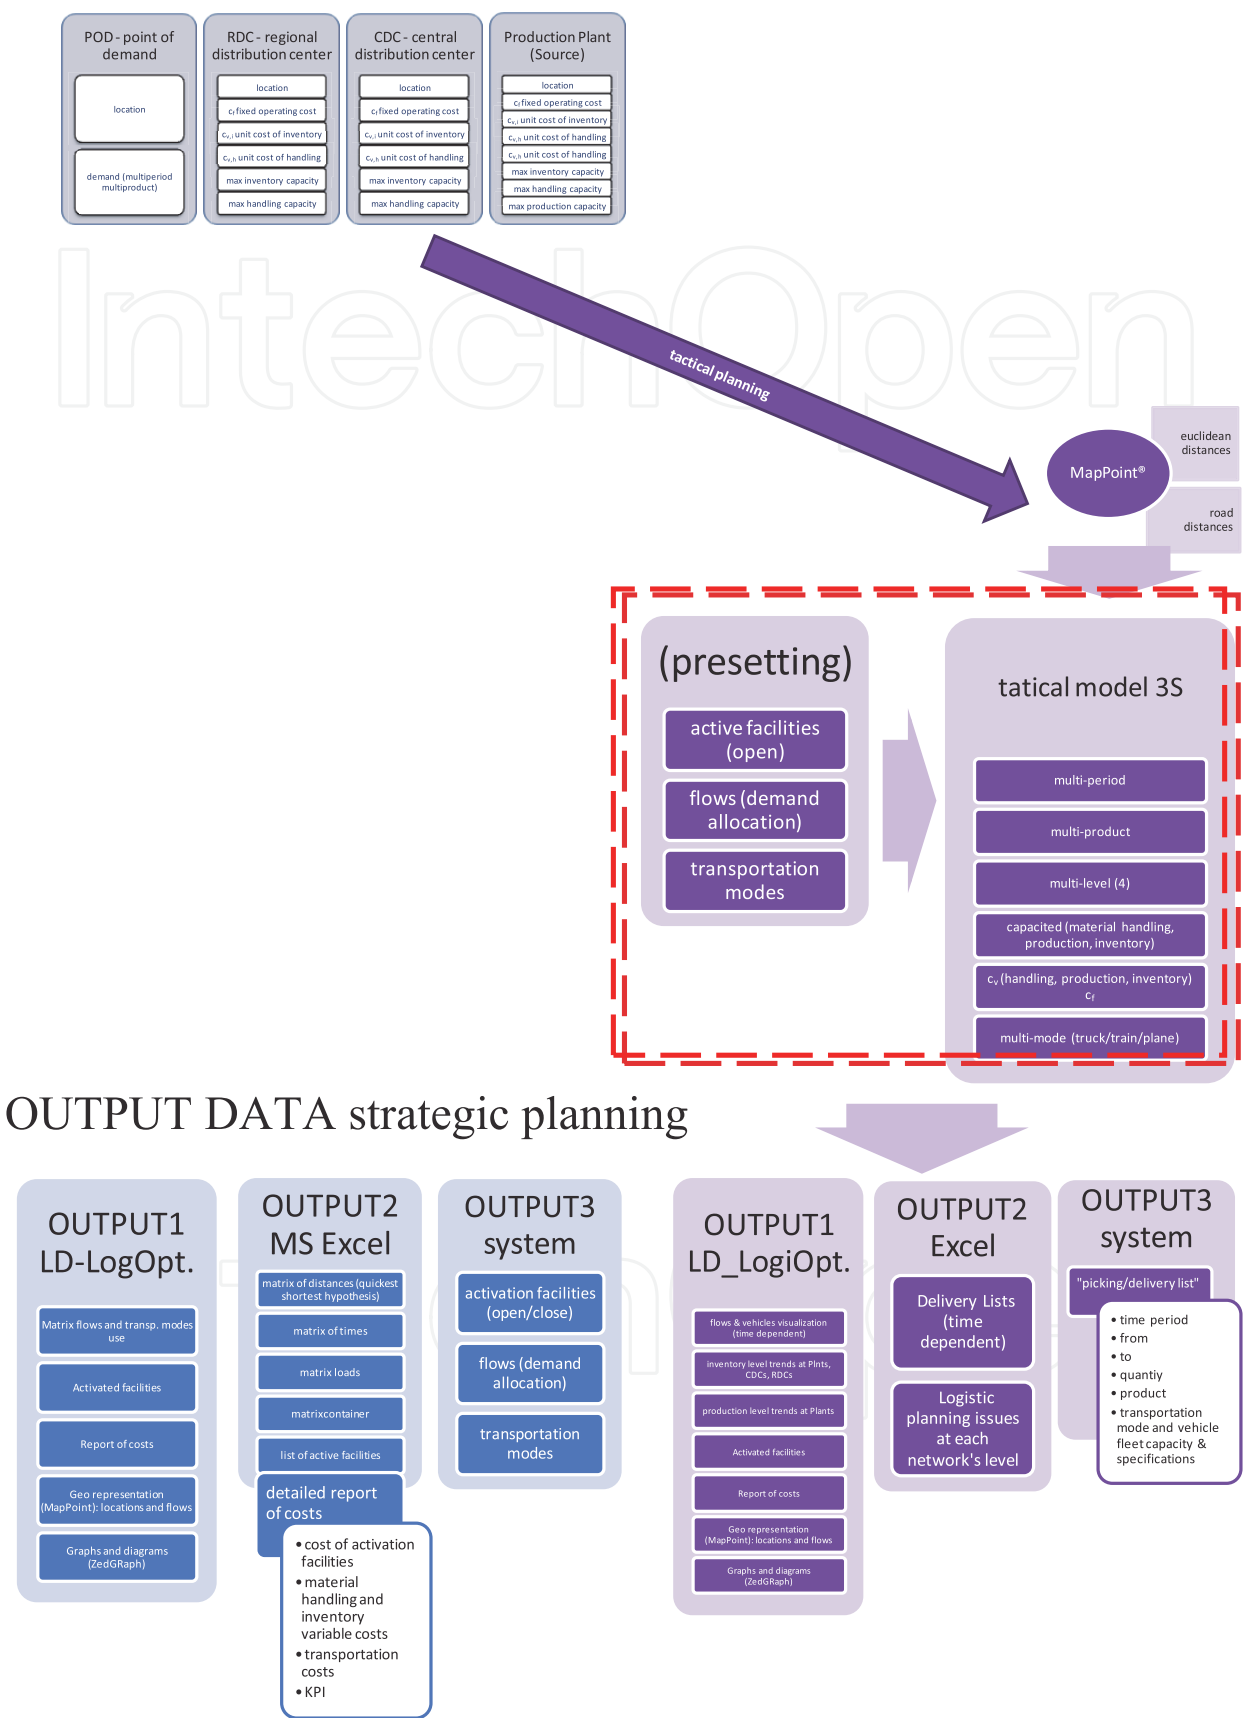 POD - point of
demand
location
demand (multiperiod
multiproduct)
RDC - regional
distribution center
location
cf fixed operating cost
cv,i unit cost of inventory
cv,h unit cost of handling
max inventory capacity
max handling capacity
CDC - central
distribution center
location
cf fixed operating cost
cv,i unit cost of inventory
cv,h unit cost of handling
max inventory capacity
max handling capacity
Production Plant
(Source)
location
cf fixed operating cost
cv,i unit cost of inventory
cv,h unit cost of handling
cv,h unit cost of handling
max inventory capacity
max handling capacity
max production capacity
IntechOpen
tactical planning
MapPoint®
euclidean
distances
road
distances
(presetting)
active facilities
(open)
flows (demand
allocation)
transportation
modes
tatical model 3S
multi-period
multi-product
multi-level (4)
capacited (material handling,
production, inventory)
cv (handling, production, inventory)
cf
multi-mode (truck/train/plane)
OUTPUT DATA strategic planning
OUTPUT1
LD-LogOpt.
Matrix flows and transp. modes
use
Activated facilities
Report of costs
Geo representation
(MapPoint): locations and flows
Graphs and diagrams
(ZedGRaph)
OUTPUT2
MS Excel
matrix of distances (quickest
shortest hypothesis)
matrix of times
matrix loads
matrixcontainer
list of active facilities
detailed report
of costs
• cost of activation
facilities
• material
handling and
inventory
variable costs
• transportation
costs
• KPI
OUTPUT3
system
activation facilities
(open/close)
flows (demand
allocation)
transportation
modes
OUTPUT1
LD_LogiOpt.
flows & vehicles visualization
(time dependent)
inventory level trends at Plnts,
CDCs, RDCs
production level trends at Plants
Activated facilities
Report of costs
Geo representation
(MapPoint): locations and flows
Graphs and diagrams
(ZedGRaph)
OUTPUT2
Excel
Delivery Lists
(time
dependent)
Logistic
planning issues
at each
network's level
OUTPUT3
system
"picking/delivery list"
• time period
• from
• to
• quantiy
• product
• transportation
mode and vehicle
fleet capacity &
specifications